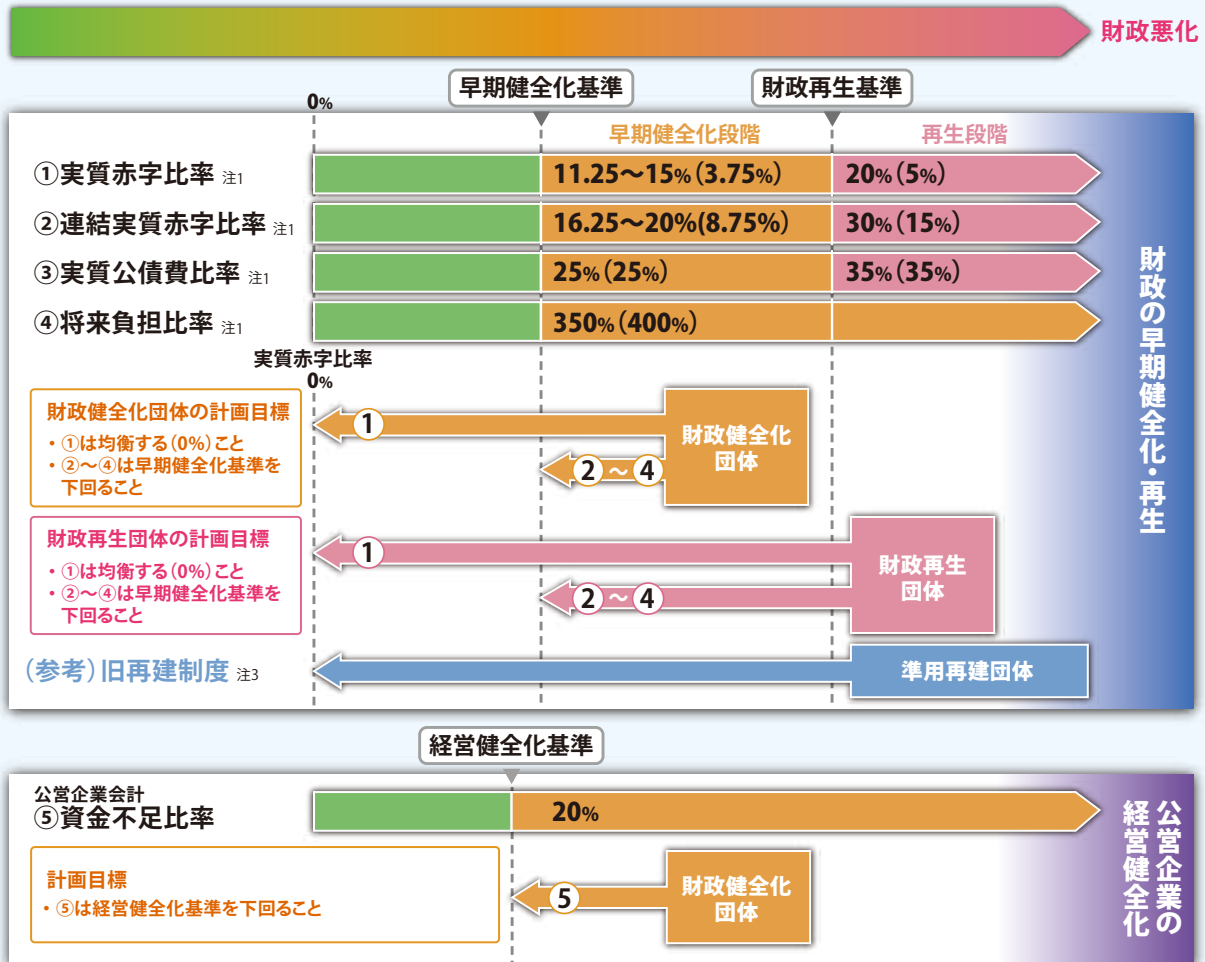 財政悪化
早期健全化基準
財政再生基準
0%
早期健全化段階
再生段階
①実質赤字比率 注1
11.25～15%(3.75%)
20%(5%)
②連結実質赤字比率 注1
16.25～20%(8.75%)
30%(15%)
③実質公債費比率 注1
25%(25%)
35%(35%)
④将来負担比率 注1
350%(400%)
財政の早期健全化・再生
実質赤字比率
0%
財政健全化団体の計画目標
・①は均衡する(0%)こと
・②～④は早期健全化基準を
下回ること
①
②～④
財政健全化
団体
財政再生団体の計画目標
・①は均衡する(0%)こと
・②～④は早期健全化基準を
下回ること
①
②～④
財政再生
団体
(参考)旧再建制度 注3
準用再建団体
経営健全化基準
公営企業会計
⑤資金不足比率
20%
公営企業の
経営健全化
計画目標
・⑤は経営健全化基準を下回ること
⑤
財政健全化
団体